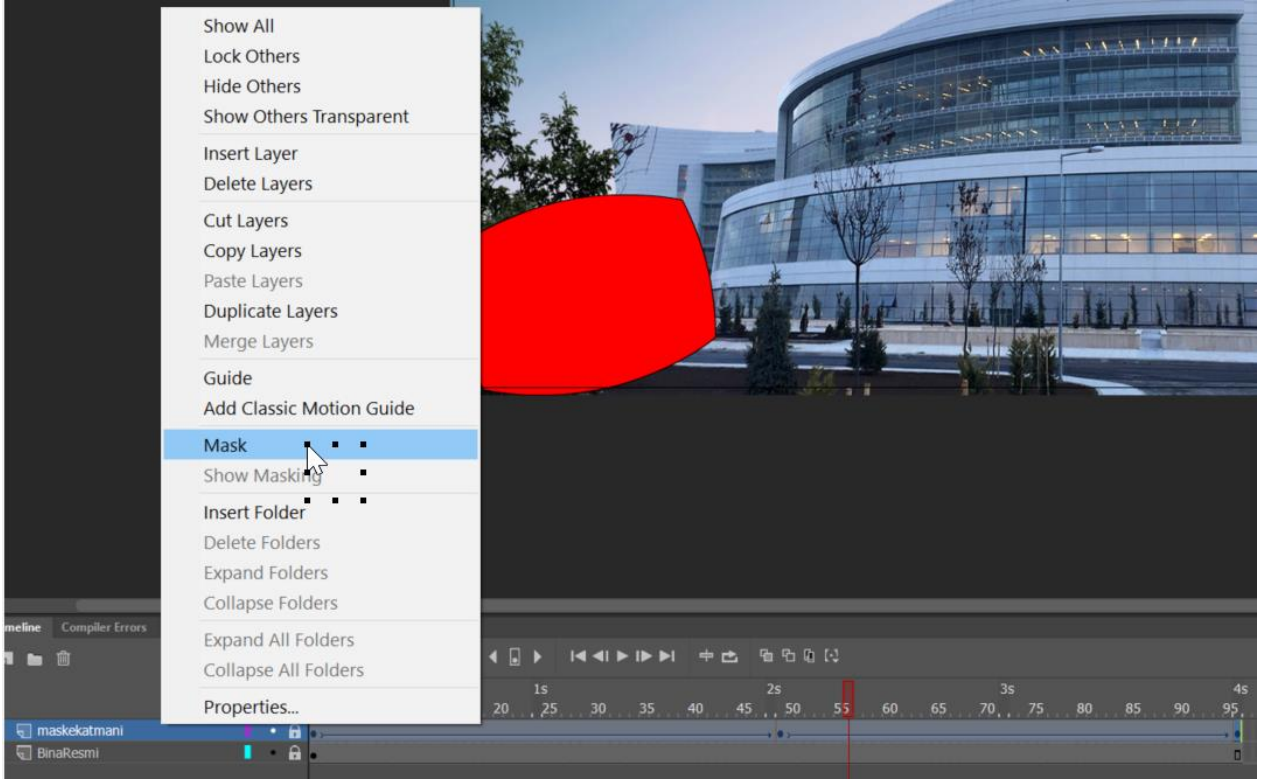 Show All
Lock Others
Hide Others
Show Others Transparent
Insert Layer
Delete Layers
Cut Layers
Copy Layers
Paste Layers
Duplicate Layers
Merge Layers
Guide
Add Classic Motion Guide
Mask
Show Masking
Insert Folder
Delete Folders
Expand Folders
Collapse Folders
Expand All Folders
Collapse All Folders
Properties...
meline Compiler Errors
1s 2s 3s 4s
20 25 30 35 40 45 50 55 60 65 70 75 80 85 90 95
maskekatmani
BinaResmi